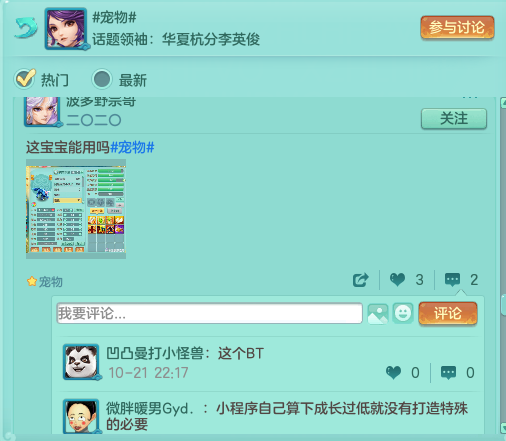 #宠物#
话题领袖：华夏杭分李英俊
参与讨论
热门
最新
波多野宗哥
二〇二〇
关注
这宝宝能用吗#宠物#
宠物
3
2
我要评论...
评论
凹凸曼打小怪兽：这个BT
10-21 22:17
0
0
微胖暖男Gyd．：小程序自己算下成长过低就没有打造特殊
的必要